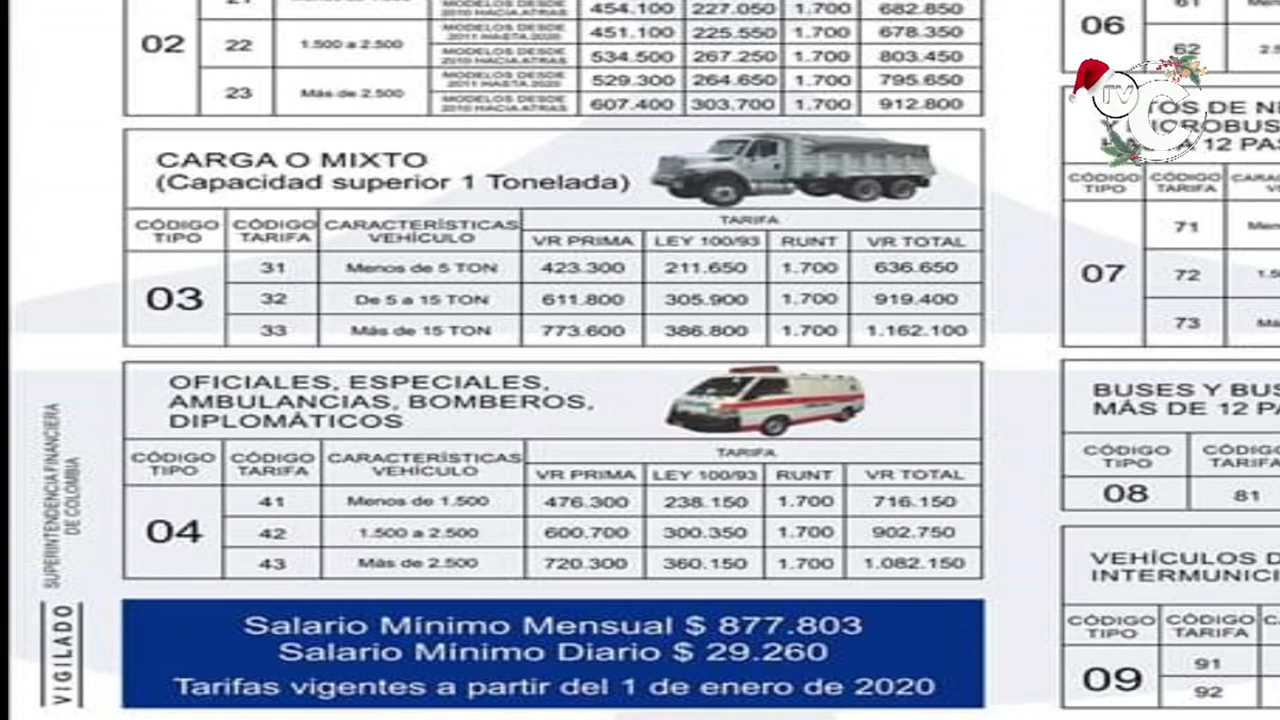 454.100 227.050 1.700 682.850
02
22 1.500 a 2.500 MODELOS DESDE 2011 HASTA 2020 451.100 225.550 1.700 678.350
MODELOS DESDE 2010 HACIA ATRAS 534.500 267.250 1.700 803.450
23 Más de 2.500 MODELOS DESDE 2011 HASTA 2020 529.300 264.650 1.700 795.650
MODELOS DESDE 2010 HACIA ATRAS 607.400 303.700 1.700 912.800
CARGA O MIXTO
(Capacidad superior 1 Tonelada)
CÓDIGO TIPO CÓDIGO TARIFA CARACTERÍSTICAS VEHÍCULO TARIFA
VR PRIMA LEY 100/93 RUNT VR TOTAL
03
31 Menos de 5 TON 423.300 211.650 1.700 636.650
32 De 5 a 15 TON 611.800 305.900 1.700 919.400
33 Más de 15 TON 773.600 386.800 1.700 1.162.100
OFICIALES, ESPECIALES,
AMBULANCIAS, BOMBEROS,
DIPLOMÁTICOS
CÓDIGO TIPO CÓDIGO TARIFA CARACTERÍSTICAS VEHÍCULO TARIFA
VR PRIMA LEY 100/93 RUNT VR TOTAL
04
41 Menos de 1.500 476.300 238.150 1.700 716.150
42 1.500 a 2.500 600.700 300.350 1.700 902.750
43 Más de 2.500 720.300 360.150 1.700 1.082.150
Salario Mínimo Mensual $ 877.803
Salario Mínimo Diario $ 29.260
Tarifas vigentes a partir del 1 de enero de 2020
VIGILADO
SUPERINTENDENCIA FINANCIERA
DE COLOMBIA
06
62
TV C
12
CÓDIGO TIPO CÓDIGO TARIFA
07
71
72
73
BUSES Y
MÁS DE 12
CÓDIGO TIPO
08 81
VEHÍCULOS
CÓDIGO TIPO CÓDIGO TARIFA
09
91
92